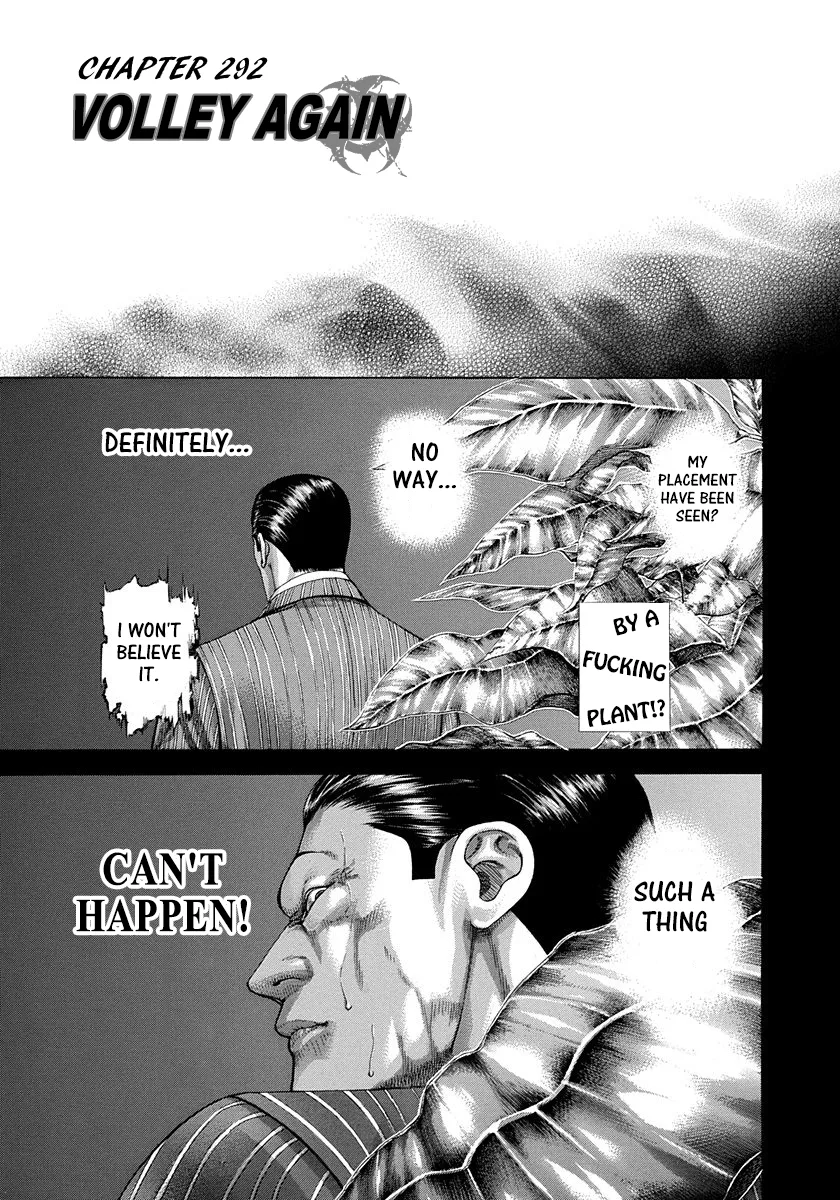 CHAPTER 292
VOLLEY AGAIN
MY
PLACEMENT
HAVE BEEN
SEEN?
BY A
FUCKING
PLANT!?
NO
WAY...
DEFINITELY...
I WON'T
BELIEVE
IT.
SUCH A
THING
CAN'T
HAPPEN!